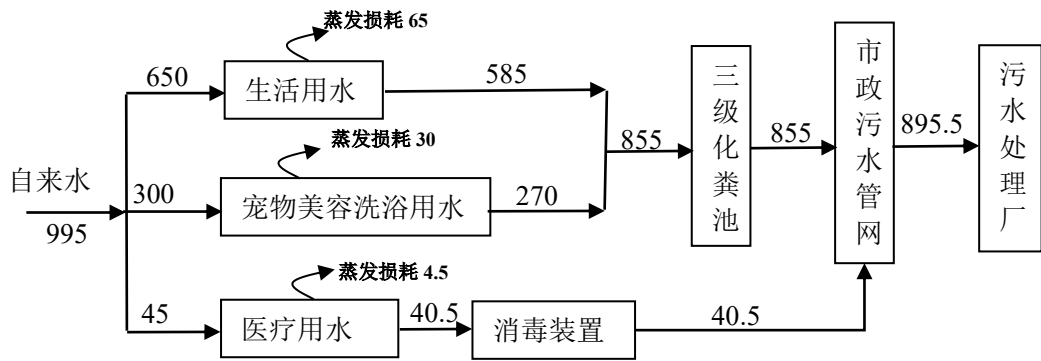 蒸发损耗 65
650
生活用水
585
蒸发损耗 30
自来水
995
300
宠物美容洗浴用水
270
855
三级化粪池
855
市政污水管网
895.5
污水处理厂
蒸发损耗 4.5
45
医疗用水
40.5
消毒装置
40.5